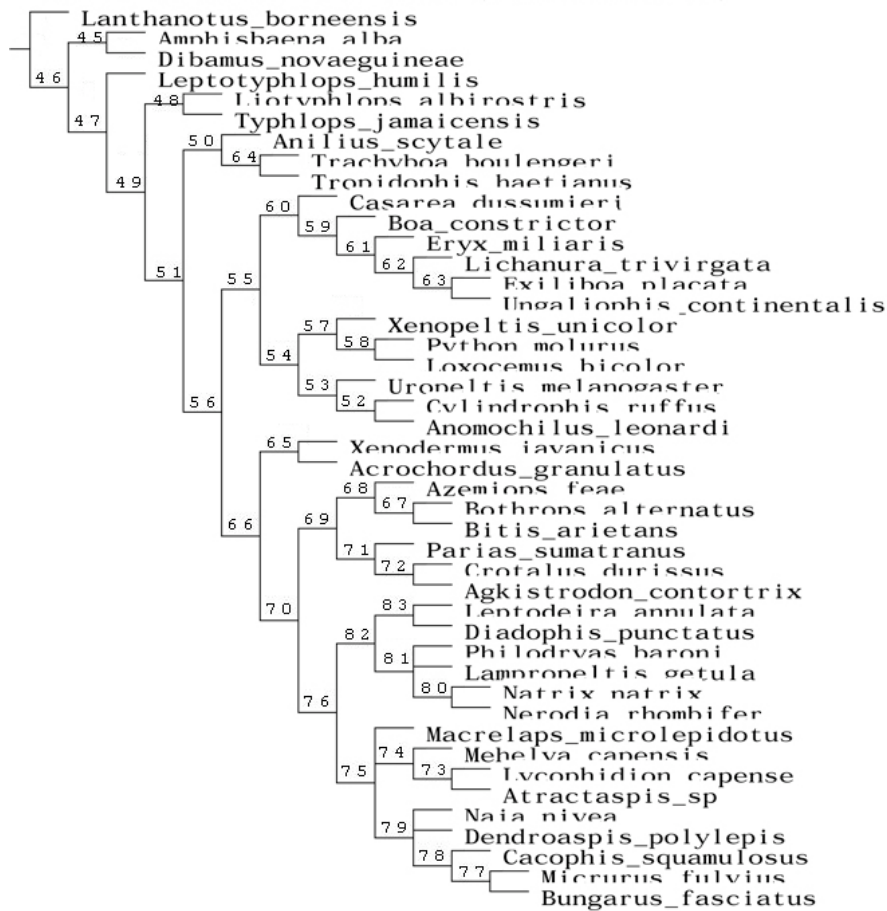 Lanthanotus_borneensis
45 Amphisbaena_alba
Dibamus_novaeguineae
46 Leptotyphlops_humilis
48 Liotyphlops_albirostris
47 Typhlops_jamaicensis
50 Anilius_scytale
64 Trachyboa_boulengeri
49 Tropidophis_haetianus
60 Casarea_dussumieri
59 Boa_constrictor
61 Eryx_miliaris
51 55 62 Lichanura_trivirgata
63 Exiliboa_placata
Ungaliophis_continentalis
57 Xenopeltis_unicolor
58 Python_molurus
54 Loxocemus_bicolor
53 Uropeltis_melanogaster
56 52 Cylindrophis_ruffus
Anomochilus_leonardi
65 Xenodermus_javanicus
Acrochordus_granulatus
68 Azemiops_feae
67 Bothrops_alternatus
66 69 Bitis_arietans
71 Parias_sumatranus
72 Crotalus_durissus
Agkistrodon_contortrix
70 83 Leptodeira_annulata
82 Diadophis_punctatus
81 Philodryas_baroni
Lampropeltis_getula
80 Natrix_natrix
76 Nerodia_rhombifer
Macrelaps_microlepidotus
74 Mehelya_capensis
75 73 Lycophidion_capense
Atractaspis_sp
Naja_nivea
79 Dendroaspis_polylepis
78 Cacophis_squamulosus
77 Micrurus_fulvius
Bungarus_fasciatus